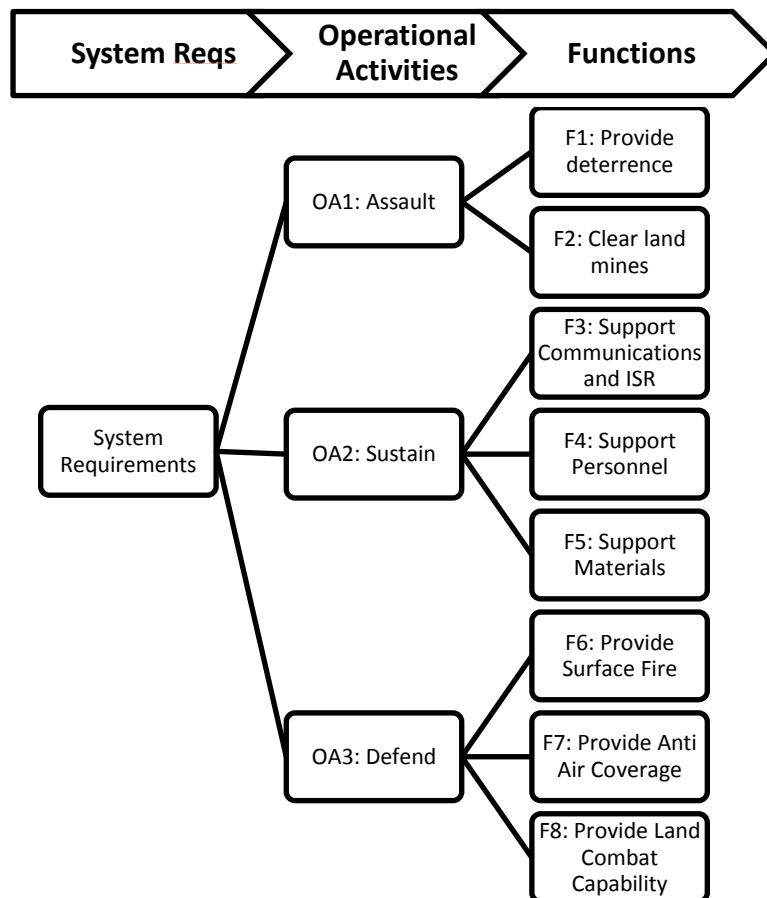 System Reqs
Operational
Activities
Functions
F1: Provide
deterrence
OA1: Assault
F2: Clear land
mines
F3: Support
Communications
and ISR
System
Requirements
OA2: Sustain
F4: Support
Personnel
F5: Support
Materials
F6: Provide
Surface Fire
OA3: Defend
F7: Provide Anti
Air Coverage
F8: Provide Land
Combat
Capability